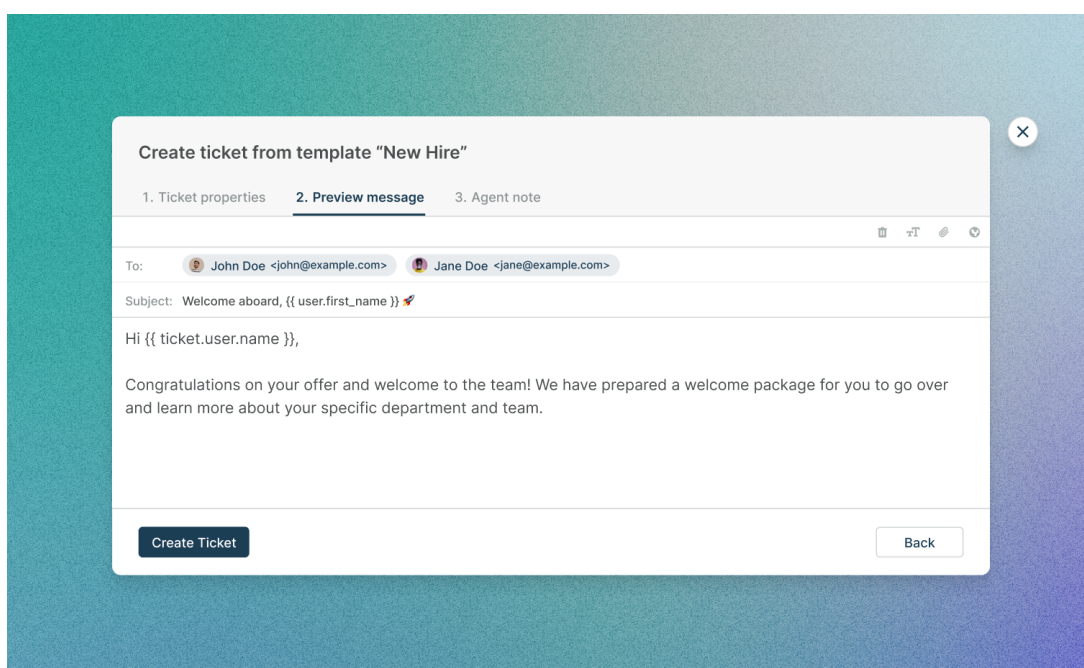 Create ticket from template “New Hire”
1. Ticket properties 2. Preview message 3. Agent note
To: John Doe <john@example.com> Jane Doe <jane@example.com>
Subject: Welcome aboard, {{ user.first_name }} 🚀
Hi {{ ticket.user.name }},
Congratulations on your offer and welcome to the team! We have prepared a welcome package for you to go over
and learn more about your specific department and team.
Create Ticket Back